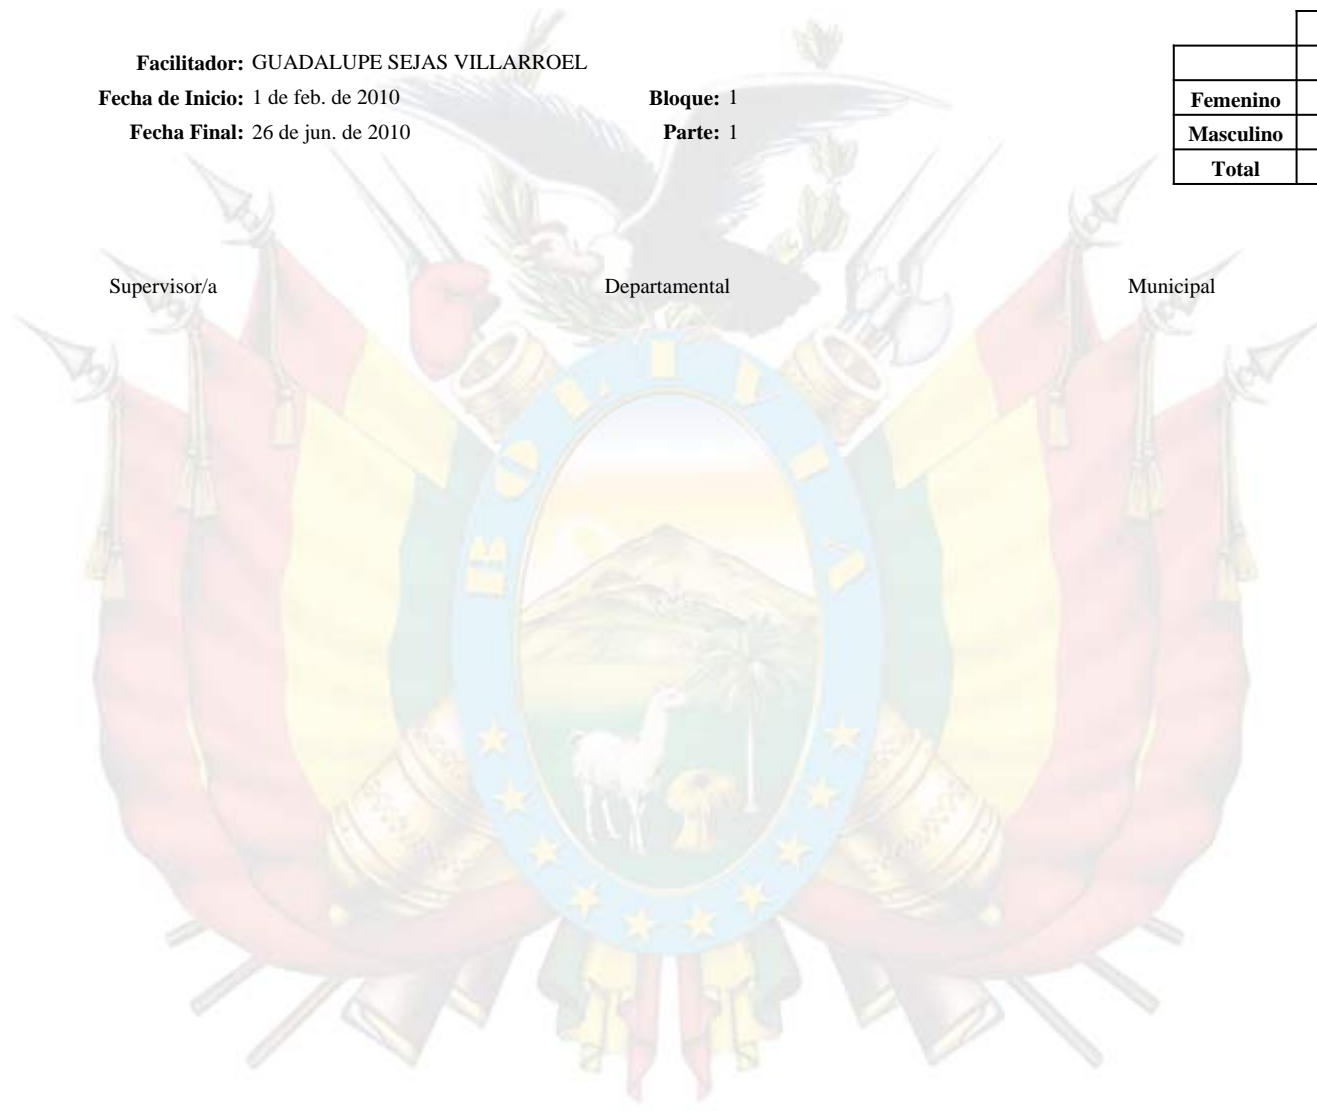 Facilitador: GUADALUPE SEJAS VILLARROEL
Fecha de Inicio: 1 de feb. de 2010 Bloque: 1
Fecha Final: 26 de jun. de 2010 Parte: 1
Femenino
Masculino
Total
Supervisor/a Departamental Municipal
BOLIVIA